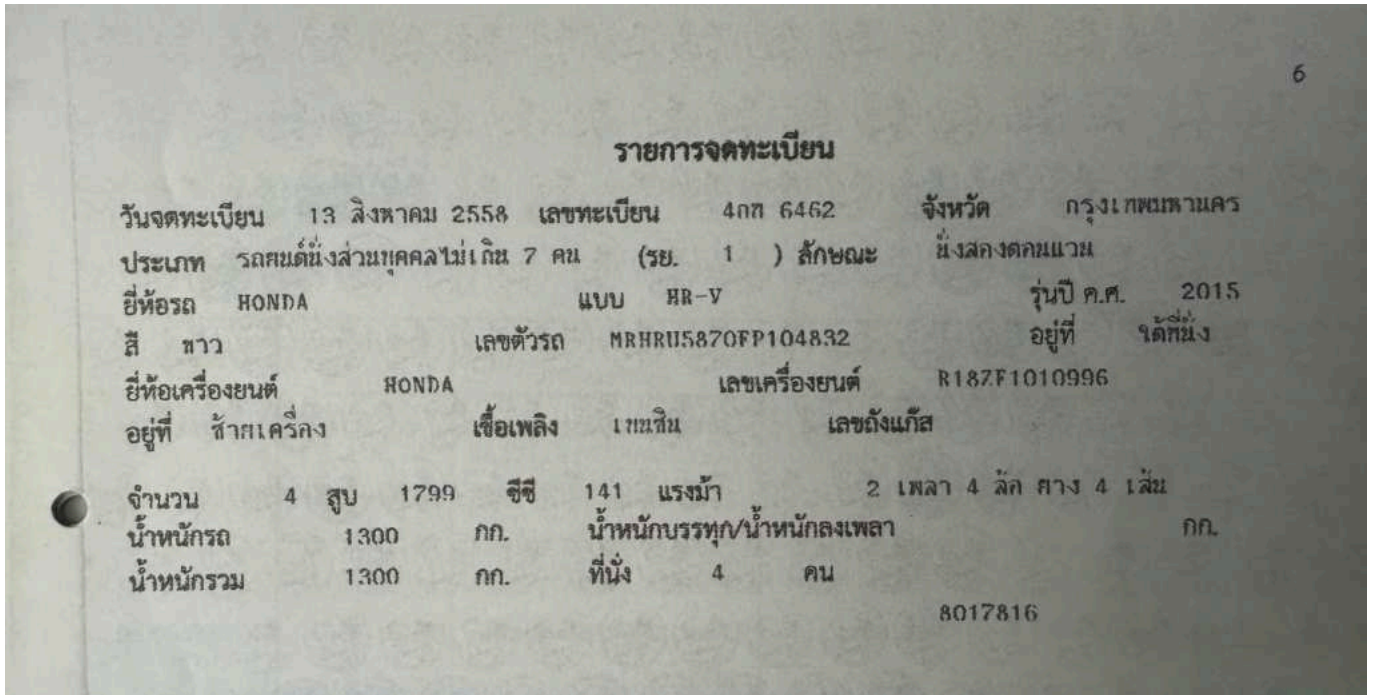 6
รายการจดทะเบียน
วันจดทะเบียน 13 สิงหาคม 2558 เลขทะเบียน 4กก 6462 จังหวัด กรุงเทพมหานคร
ประเภท รถยนต์นั่งส่วนบุคคลไม่เกิน 7 คน (รย. 1 ) ลักษณะ นั่งสองตอนแวน
ยี่ห้อรถ HONDA แบบ HR-V รุ่นปี ค.ศ. 2015
สี ขาว เลขตัวรถ MRHRU5870FP104832 อยู่ที่ ใต้ที่นั่ง
ยี่ห้อเครื่องยนต์ HONDA เลขเครื่องยนต์ R18ZF1010996
อยู่ที่ ซ้ายเครื่อง เชื้อเพลิง เบนซิน เลขถังแก๊ส
จำนวน 4 สูบ 1799 ซีซี 141 แรงม้า 2 เพลา 4 ล้อ ยาง 4 เส้น
น้ำหนักรถ 1300 กก. น้ำหนักบรรทุก/น้ำหนักลงเพลา กก.
น้ำหนักรวม 1300 กก. ที่นั่ง 4 คน
8017816